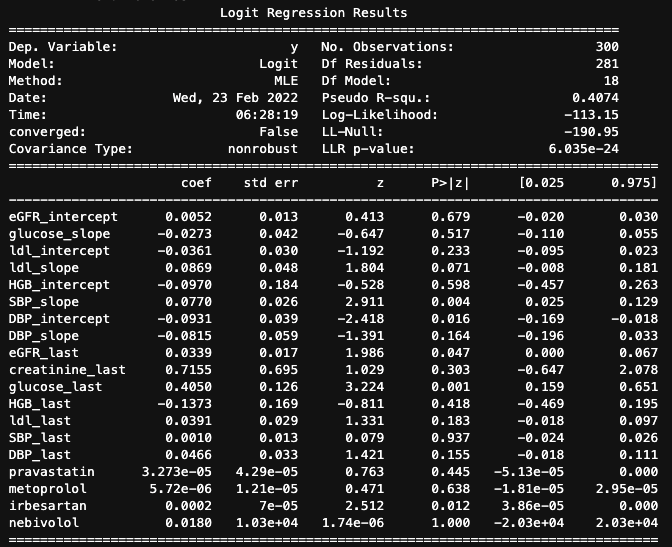 Logit Regression Results
==============================================================================
Dep. Variable: y No. Observations: 300
Model: Logit Df Residuals: 281
Method: MLE Df Model: 18
Date: Wed, 23 Feb 2022 Pseudo R-squ.: 0.4074
Time: 06:28:19 Log-Likelihood: -113.15
converged: False LL-Null: -190.95
Covariance Type: nonrobust LLR p-value: 6.035e-24
==============================================================================
coef std err z P>|z| [0.025 0.975]
------------------------------------------------------------------------------
eGFR_intercept 0.0052 0.013 0.413 0.679 -0.020 0.030
glucose_slope -0.0273 0.042 -0.647 0.517 -0.110 0.055
ldl_intercept -0.0361 0.030 -1.192 0.233 -0.095 0.023
ldl_slope 0.0869 0.048 1.804 0.071 -0.008 0.181
HGB_intercept -0.0970 0.184 -0.528 0.598 -0.457 0.263
SBP_slope 0.0770 0.026 2.911 0.004 0.025 0.129
DBP_intercept -0.0931 0.039 -2.418 0.016 -0.169 -0.018
DBP_slope -0.0815 0.059 -1.391 0.164 -0.196 0.033
eGFR_last 0.0339 0.017 1.986 0.047 0.000 0.067
creatinine_last 0.7155 0.695 1.029 0.303 -0.647 2.078
glucose_last 0.4050 0.126 3.224 0.001 0.159 0.651
HGB_last -0.1373 0.169 -0.811 0.418 -0.469 0.195
ldl_last 0.0391 0.029 1.331 0.183 -0.018 0.097
SBP_last 0.0010 0.013 0.079 0.937 -0.024 0.026
DBP_last 0.0466 0.033 1.421 0.155 -0.018 0.111
pravastatin 3.273e-05 4.29e-05 0.763 0.445 -5.13e-05 0.000
metoprolol 5.72e-06 1.21e-05 0.471 0.638 -1.81e-05 2.95e-05
irbesartan 0.0002 7e-05 2.512 0.012 3.86e-05 0.000
nebivolol 0.0180 1.03e+04 1.74e-06 1.000 -2.03e+04 2.03e+04
==============================================================================